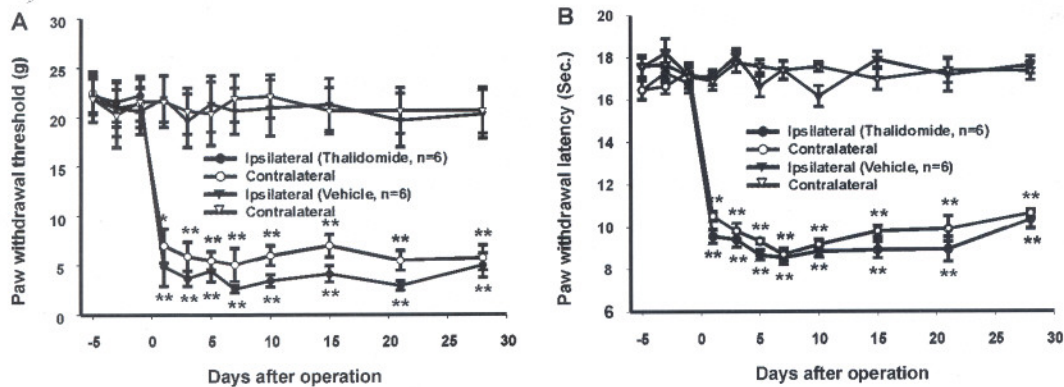 A
Paw withdrawal threshold (g)
30
25
20
15
10
5
0
Ipsilateral (Thalidomide, n=6)
Contralateral
Ipsilateral (Vehicle, n=6)
Contralateral
* ** ** ** ** ** ** **
** ** ** ** ** ** ** **
-5 0 5 10 15 20 25 30
Days after operation
B
Paw withdrawal latency (Sec.)
20
18
16
14
12
10
8
6
Ipsilateral (Thalidomide, n=6)
Contralateral
Ipsilateral (Vehicle, n=6)
Contralateral
** ** ** ** ** ** ** **
** ** ** ** ** ** ** **
-5 0 5 10 15 20 25 30
Days after operation